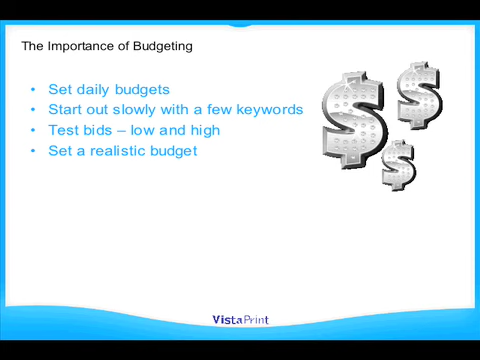 The Importance of Budgeting
• Set daily budgets
• Start out slowly with a few keywords
• Test bids – low and high
• Set a realistic budget
VistaPrint